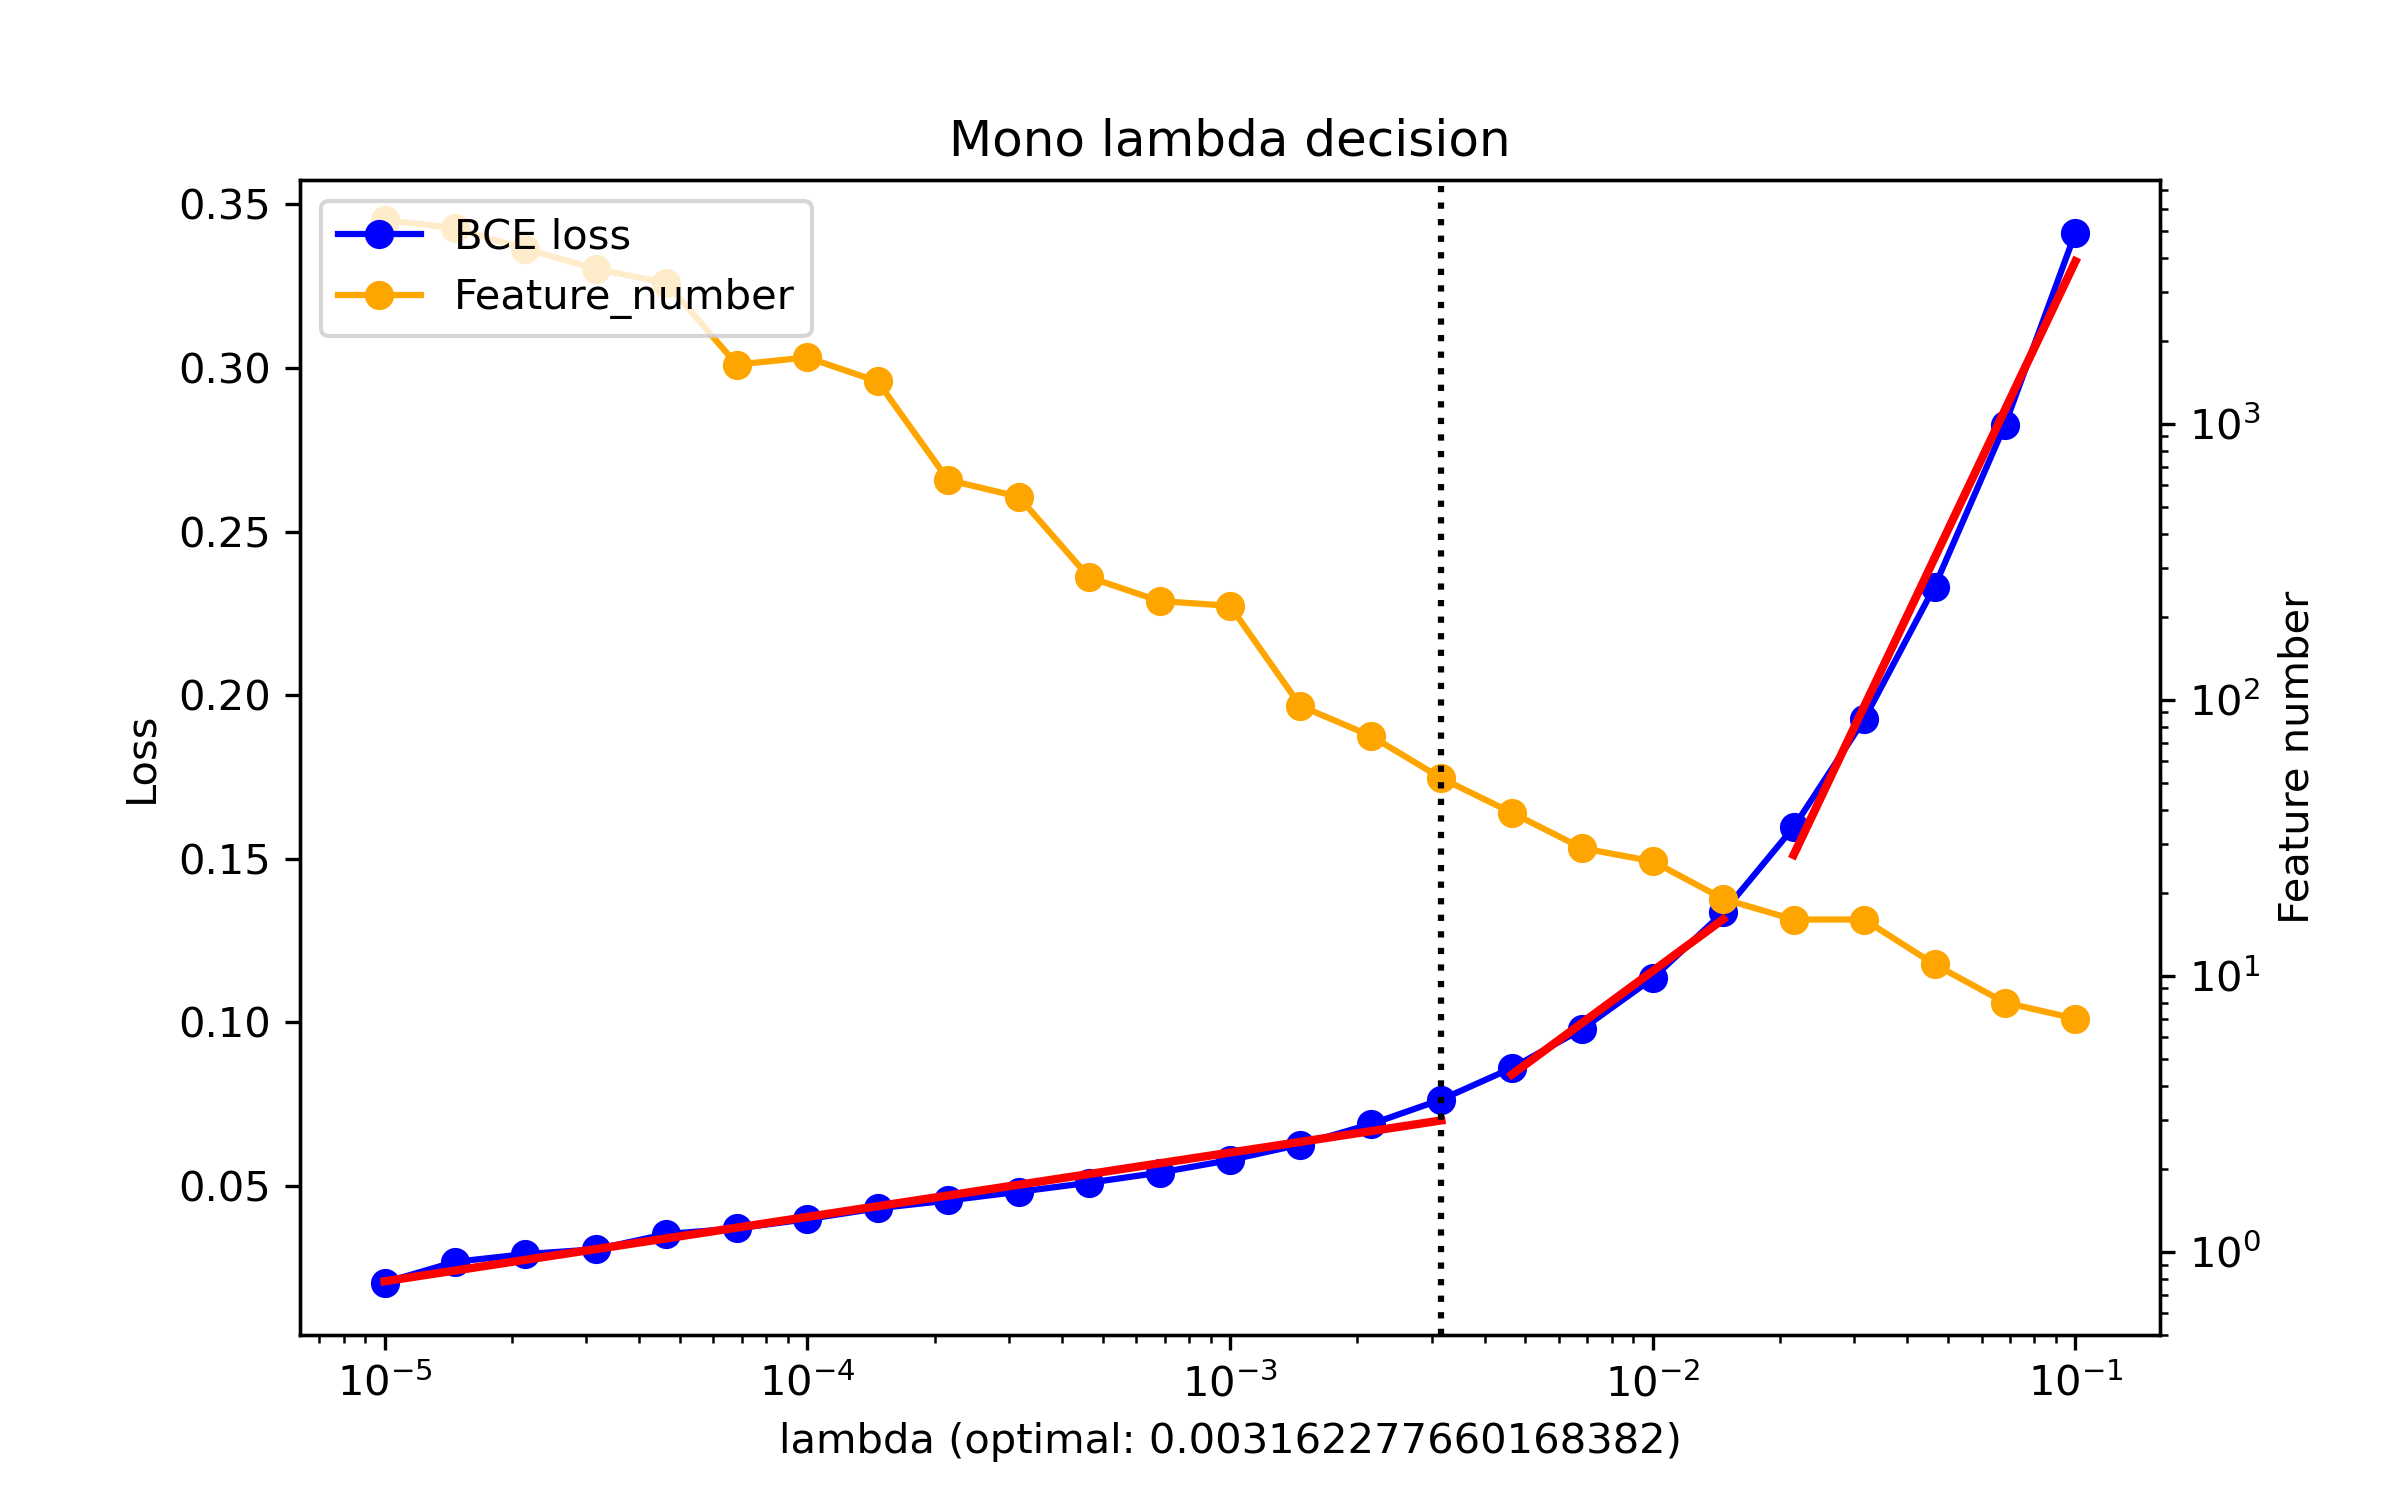 Mono lambda decision
BCE loss
Feature_number
0.35
0.30
0.25
0.20
0.15
0.10
0.05
Loss
10³
10²
10¹
10⁰
Feature number
10⁻⁵ 10⁻⁴ 10⁻³ 10⁻² 10⁻¹
lambda (optimal: 0.0031622776601683820)